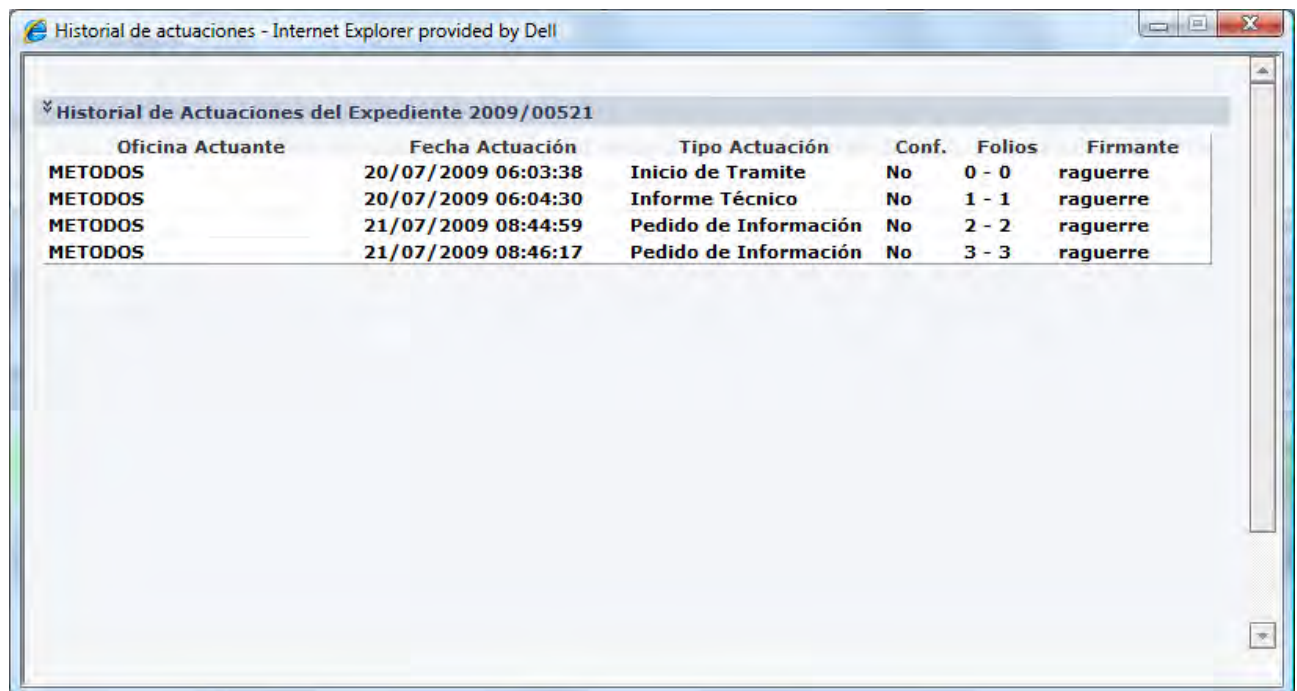 Historial de actuaciones - Internet Explorer provided by Dell
Historial de Actuaciones del Expediente 2009/00521
Oficina Actuante Fecha Actuación Tipo Actuación Conf. Folios Firmante
METODOS 20/07/2009 06:03:38 Inicio de Tramite No 0 - 0 raguerre
METODOS 20/07/2009 06:04:30 Informe Técnico No 1 - 1 raguerre
METODOS 21/07/2009 08:44:59 Pedido de Información No 2 - 2 raguerre
METODOS 21/07/2009 08:46:17 Pedido de Información No 3 - 3 raguerre